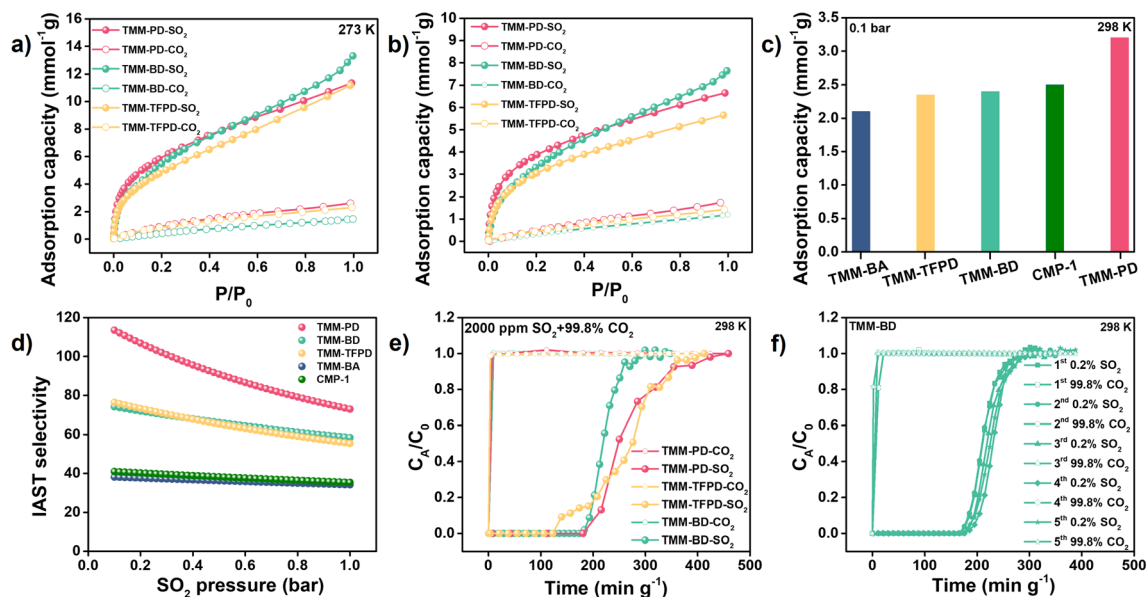 a)
273 K
TMM-PD-SO₂
TMM-PD-CO₂
TMM-BD-SO₂
TMM-BD-CO₂
TMM-TFPD-SO₂
TMM-TFPD-CO₂
Adsorption capacity (mmol⁻¹g)
16
14
12
10
8
6
4
2
0
0.0 0.2 0.4 0.6 0.8 1.0
P/P₀
b)
TMM-PD-SO₂
TMM-PD-CO₂
TMM-BD-SO₂
TMM-BD-CO₂
TMM-TFPD-SO₂
TMM-TFPD-CO₂
Adsorption capacity (mmol⁻¹g)
10
9
8
7
6
5
4
3
2
1
0
0.0 0.2 0.4 0.6 0.8 1.0
P/P₀
c)
0.1 bar 298 K
Adsorption capacity (mmol⁻¹g)
3.5
3.0
2.5
2.0
1.5
1.0
0.5
0.0
TMM-BA TMM-TFPD TMM-BD CMP-1 TMM-PD
d)
TMM-PD
TMM-BD
TMM-TFPD
TMM-BA
CMP-1
IAST selectivity
120
100
80
60
40
20
0
0.0 0.2 0.4 0.6 0.8 1.0
SO₂ pressure (bar)
e)
2000 ppm SO₂+99.8% CO₂ 298 K
TMM-PD-CO₂
TMM-PD-SO₂
TMM-TFPD-CO₂
TMM-TFPD-SO₂
TMM-BD-CO₂
TMM-BD-SO₂
C_A/C₀
1.2
1.0
0.8
0.6
0.4
0.2
0.0
0 100 200 300 400 500
Time (min g⁻¹)
f)
TMM-BD 298 K
1ˢᵗ 0.2% SO₂
1ˢᵗ 99.8% CO₂
2ⁿᵈ 0.2% SO₂
2ⁿᵈ 99.8% CO₂
3ʳᵈ 0.2% SO₂
3ʳᵈ 99.8% CO₂
4ᵗʰ 0.2% SO₂
4ᵗʰ 99.8% CO₂
5ᵗʰ 0.2% SO₂
5ᵗʰ 99.8% CO₂
C_A/C₀
1.2
1.0
0.8
0.6
0.4
0.2
0.0
0 100 200 300 400 500
Time (min g⁻¹)